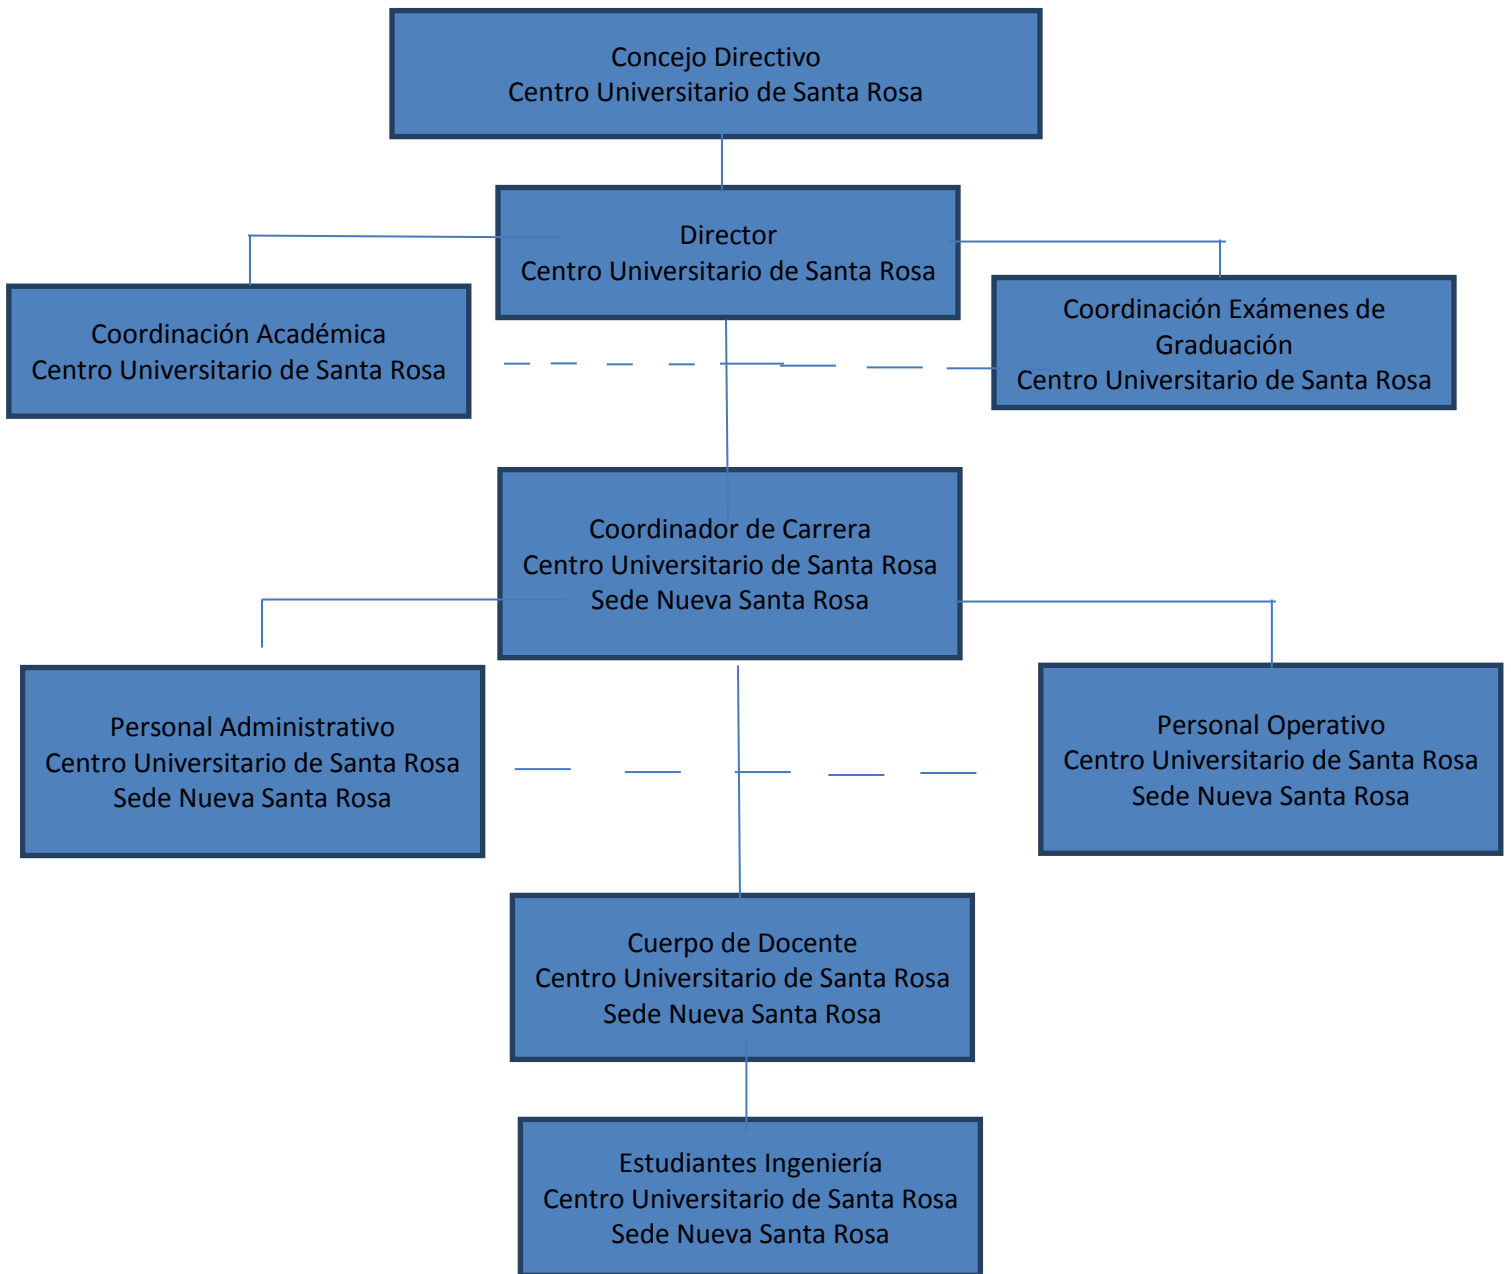 Concejo Directivo
Centro Universitario de Santa Rosa
Director
Centro Universitario de Santa Rosa
Coordinación Académica
Centro Universitario de Santa Rosa
Coordinación Exámenes de
Graduación
Centro Universitario de Santa Rosa
Coordinador de Carrera
Centro Universitario de Santa Rosa
Sede Nueva Santa Rosa
Personal Administrativo
Centro Universitario de Santa Rosa
Sede Nueva Santa Rosa
Personal Operativo
Centro Universitario de Santa Rosa
Sede Nueva Santa Rosa
Cuerpo de Docente
Centro Universitario de Santa Rosa
Sede Nueva Santa Rosa
Estudiantes Ingeniería
Centro Universitario de Santa Rosa
Sede Nueva Santa Rosa